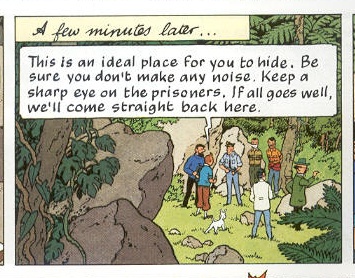 A few minutes later...
This is an ideal place for you to hide. Be
sure you don't make any noise. Keep a
sharp eye on the prisoners. If all goes well,
we'll come straight back here.